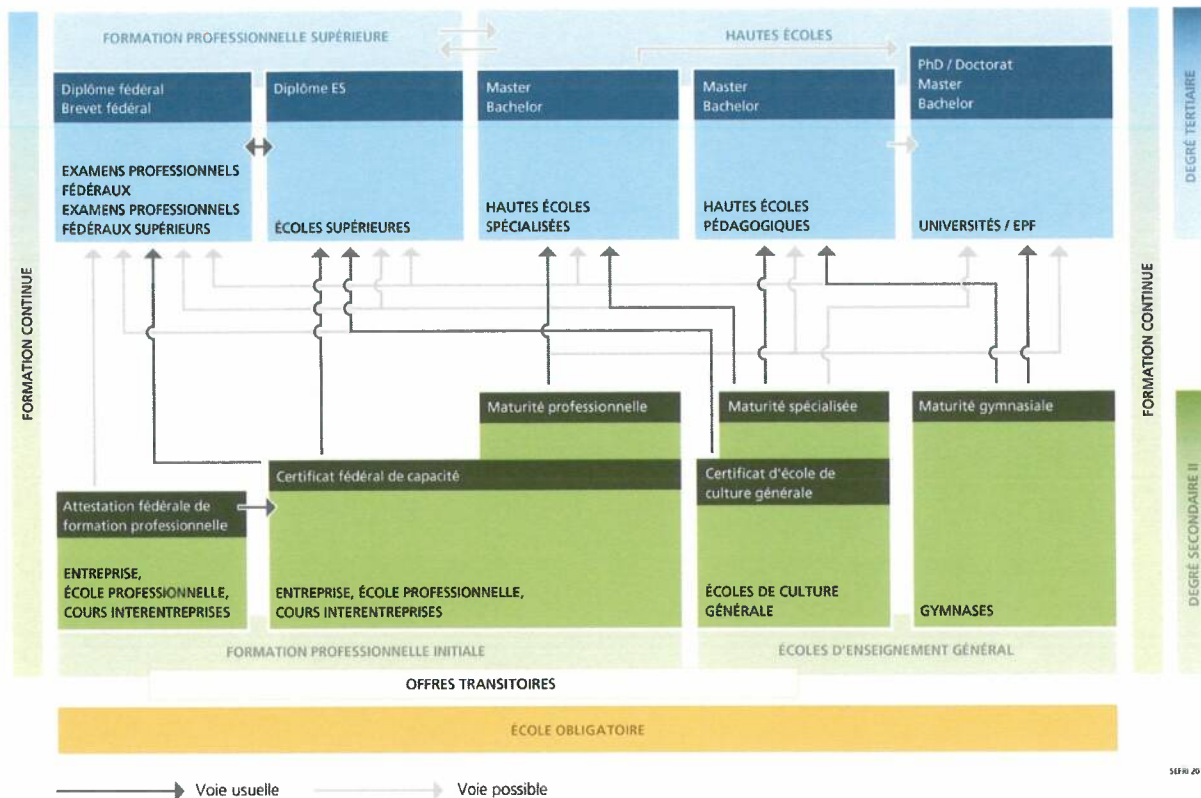 FORMATION PROFESSIONNELLE SUPÉRIEURE
HAUTES ÉCOLES
Diplôme fédéral
Brevet fédéral
EXAMENS PROFESSIONNELS
FÉDÉRAUX
EXAMENS PROFESSIONNELS
FÉDÉRAUX SUPÉRIEURS
Diplôme ES
ÉCOLES SUPÉRIEURES
Master
Bachelor
HAUTES ÉCOLES
SPÉCIALISÉES
Master
Bachelor
HAUTES ÉCOLES
PÉDAGOGIQUES
PhD / Doctorat
Master
Bachelor
UNIVERSITÉS / EPF
DEGRÉ TERTIAIRE
FORMATION CONTINUE
FORMATION CONTINUE
Maturité professionnelle
Maturité spécialisée
Maturité gymnasiale
Certificat fédéral de capacité
Certificat d'école de
culture générale
Attestation fédérale de
formation professionnelle
ENTREPRISE,
ÉCOLE PROFESSIONNELLE,
COURS INTERENTREPRISES
ENTREPRISE, ÉCOLE PROFESSIONNELLE,
COURS INTERENTREPRISES
ÉCOLES DE CULTURE
GÉNÉRALE
GYMNASES
DEGRÉ SECONDAIRE II
FORMATION PROFESSIONNELLE INITIALE
ÉCOLES D'ENSEIGNEMENT GÉNÉRAL
OFFRES TRANSITOIRES
ÉCOLE OBLIGATOIRE
Voie usuelle
Voie possible
SEFRI 20